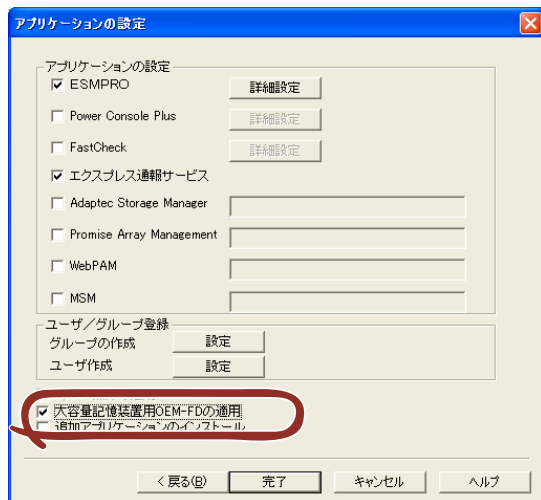 アプリケーションの設定
アプリケーションの設定
ESMPRO 詳細設定
Power Console Plus 詳細設定
FastCheck 詳細設定
エクスプレス通報サービス
Adaptec Storage Manager
Promise Array Management
WebPAM
MSM
ユーザ/グループ登録
グループの作成 設定
ユーザ作成 設定
大容量記憶装置用OEM-FDの適用
追加アプリケーションのインストール
< 戻る(B) 完了 キャンセル ヘルプ